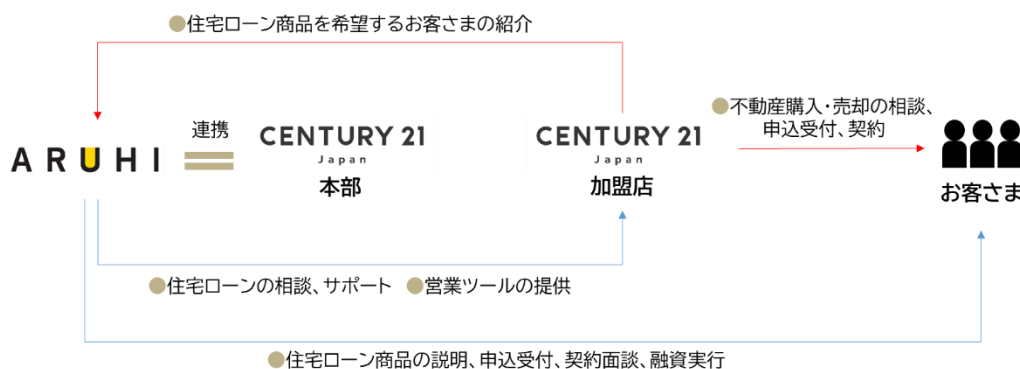 ●住宅ローン商品を希望するお客さまの紹介
ARUHI
連携
CENTURY 21
Japan
本部
CENTURY 21
Japan
加盟店
●不動産購入・売却の相談、
申込受付、契約
お客さま
●住宅ローンの相談、サポート ●営業ツールの提供
●住宅ローン商品の説明、申込受付、契約面談、融資実行